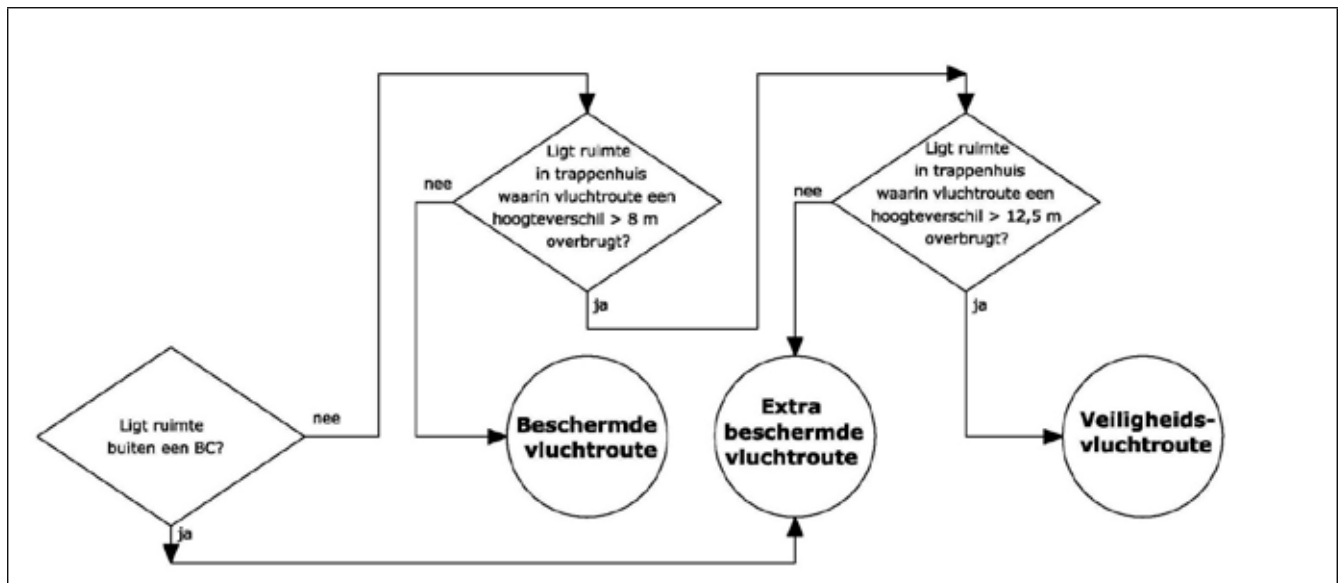 Ligt ruimte
buiten een BC?
nee
ja
Ligt ruimte
in trappenhuis
waarin vluchtroute een
hoogteverschil > 8 m
overbrugt?
nee
ja
Ligt ruimte
in trappenhuis
waarin vluchtroute een
hoogteverschil > 12,5 m
overbrugt?
nee
ja
Beschermde
vluchtroute
Extra
beschermde
vluchtroute
Veiligheids-
vluchtroute